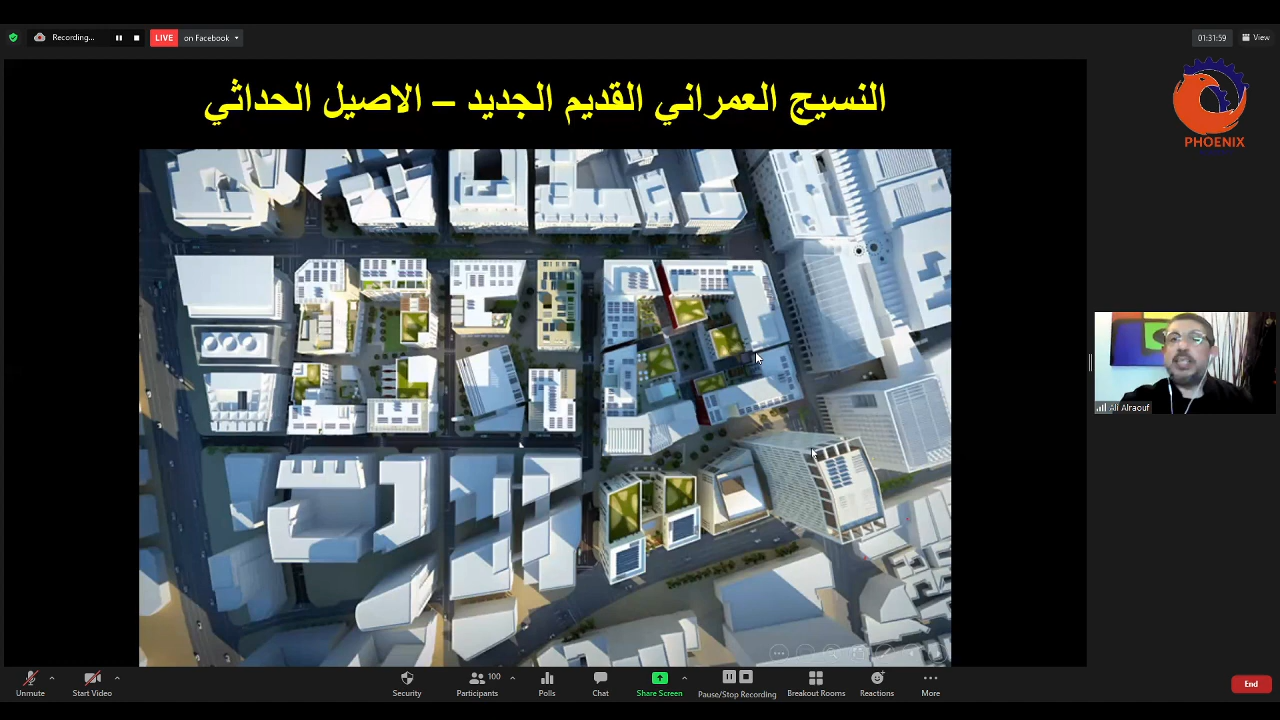 Recording...
LIVE
on Facebook
01:31:59
View
النسيج العمراني القديم الجديد – الاصيل الحداثي
PHOENIX
Ali Alraouf
Unmute
Start Video
Security
Participants
100
Polls
Chat
Share Screen
Pause/Stop Recording
Breakout Rooms
Reactions
More
End